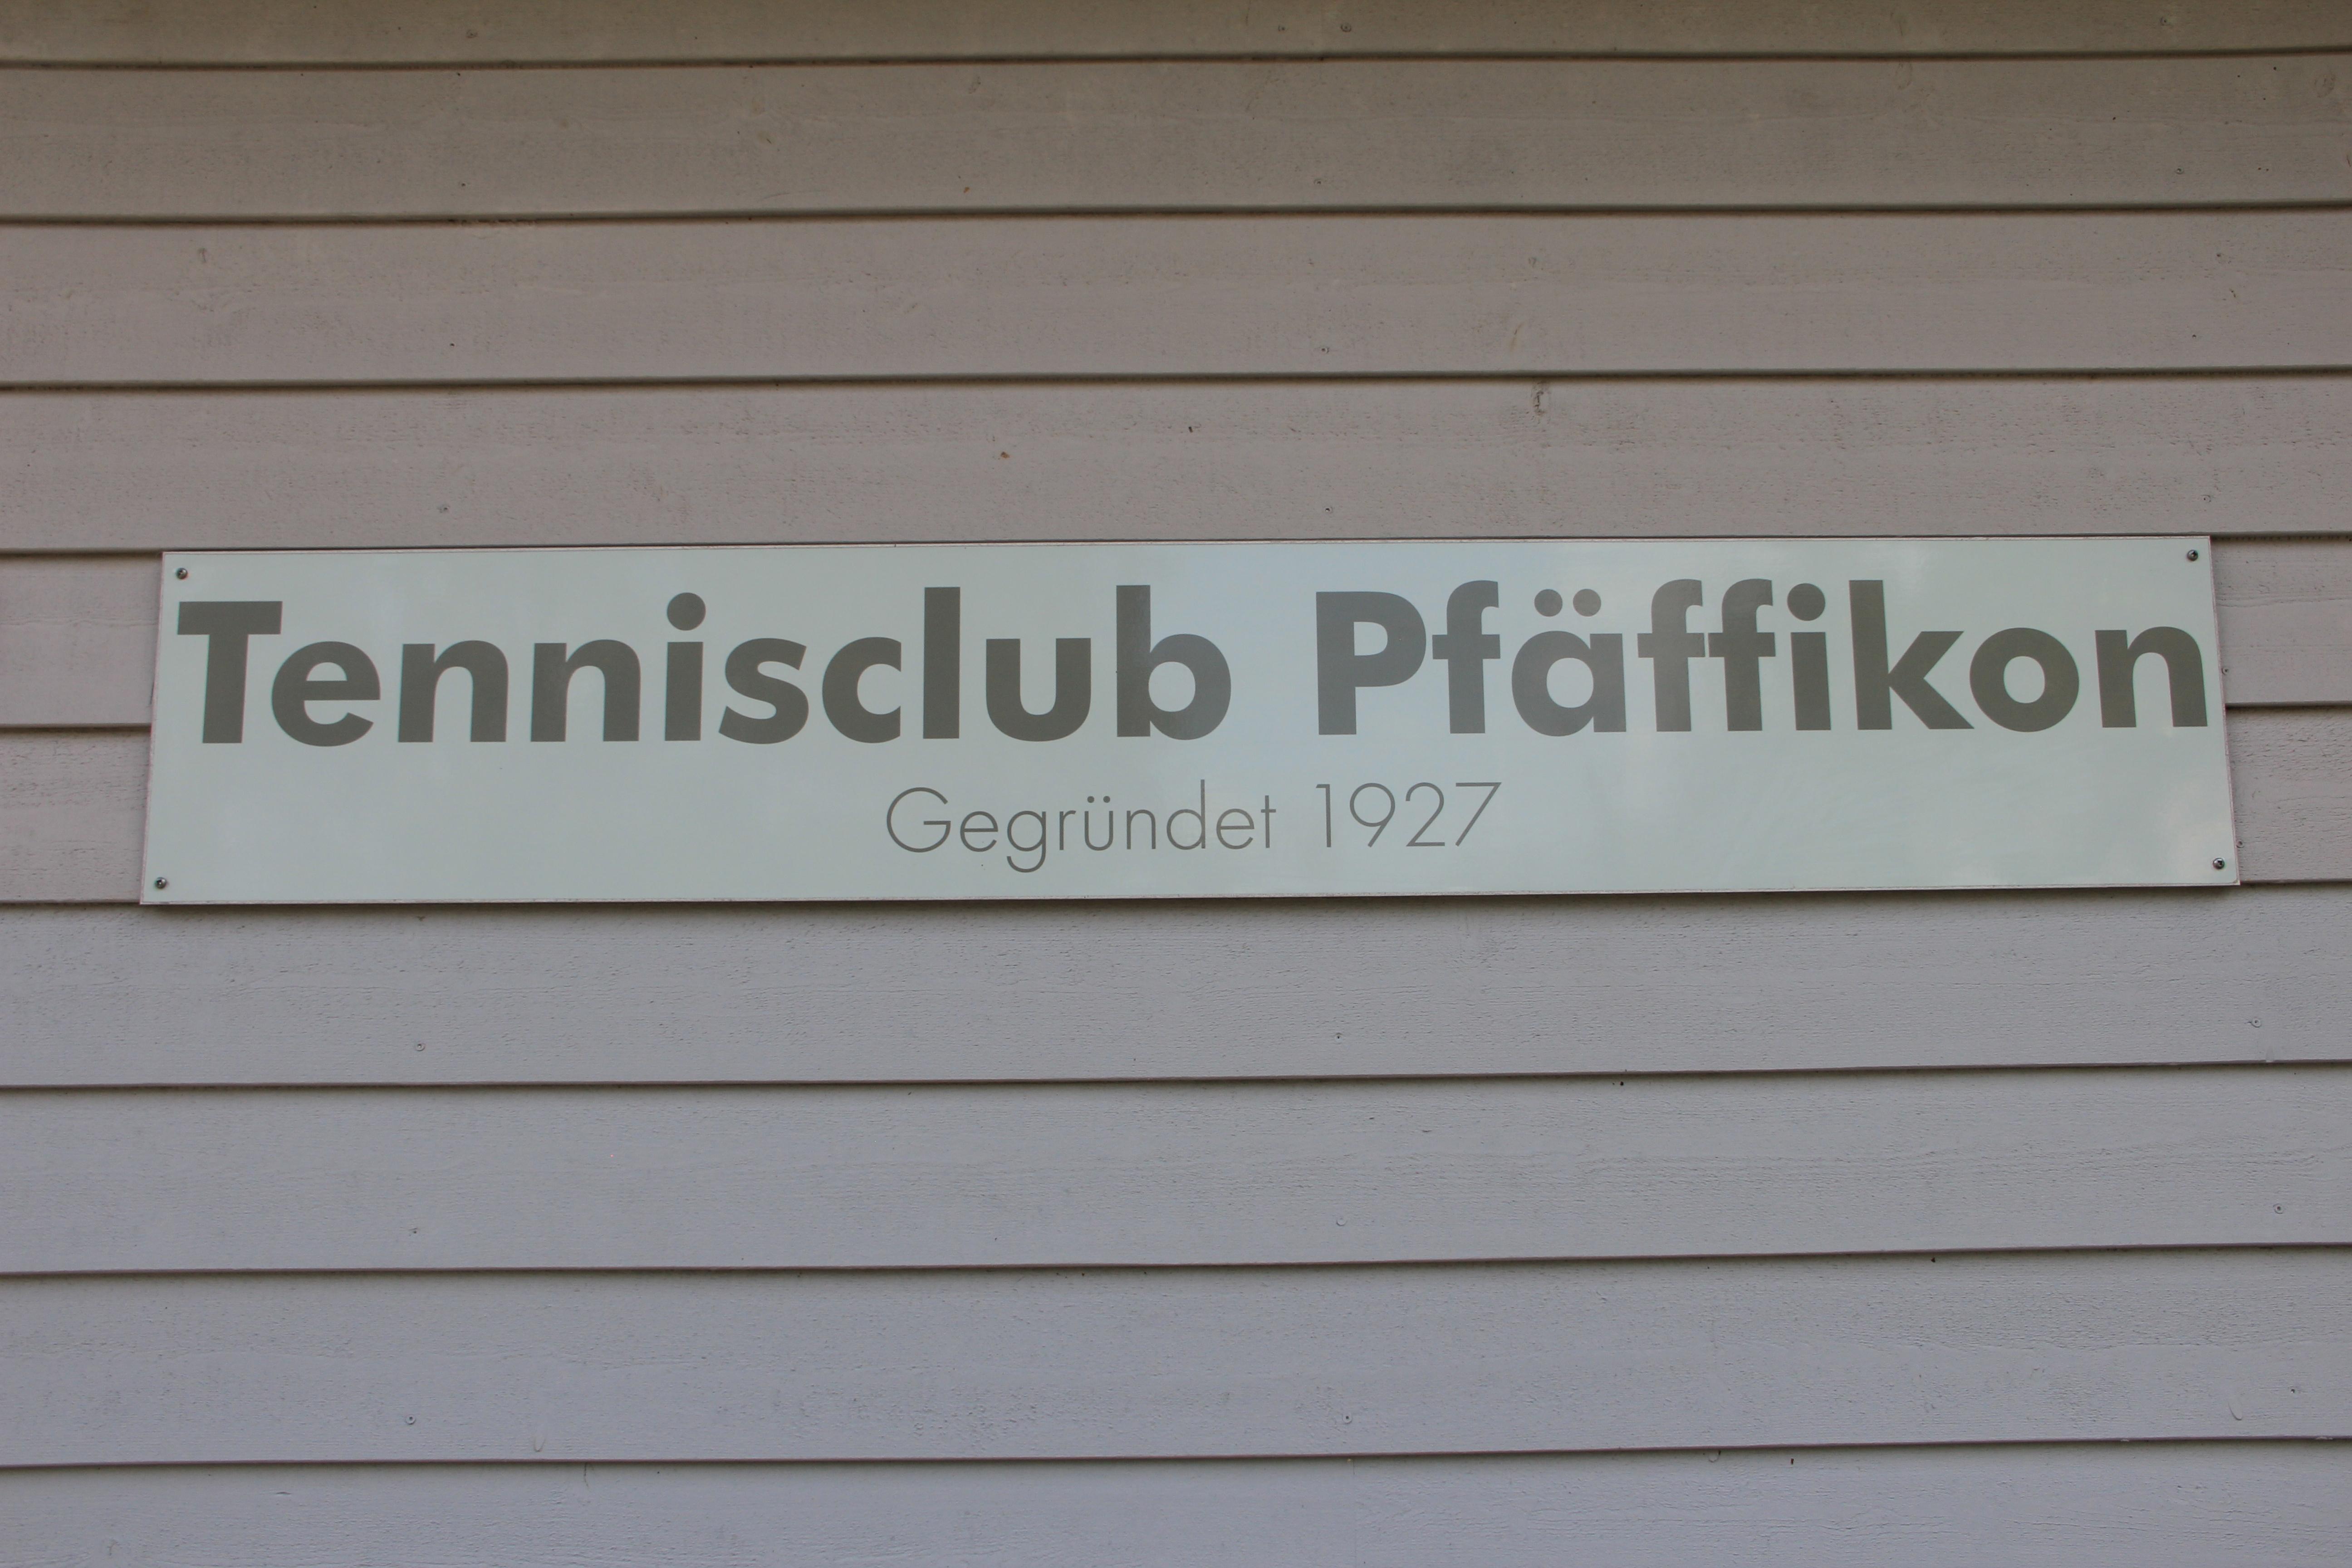 Tennisclub Pfäffikon
Gegründet 1927